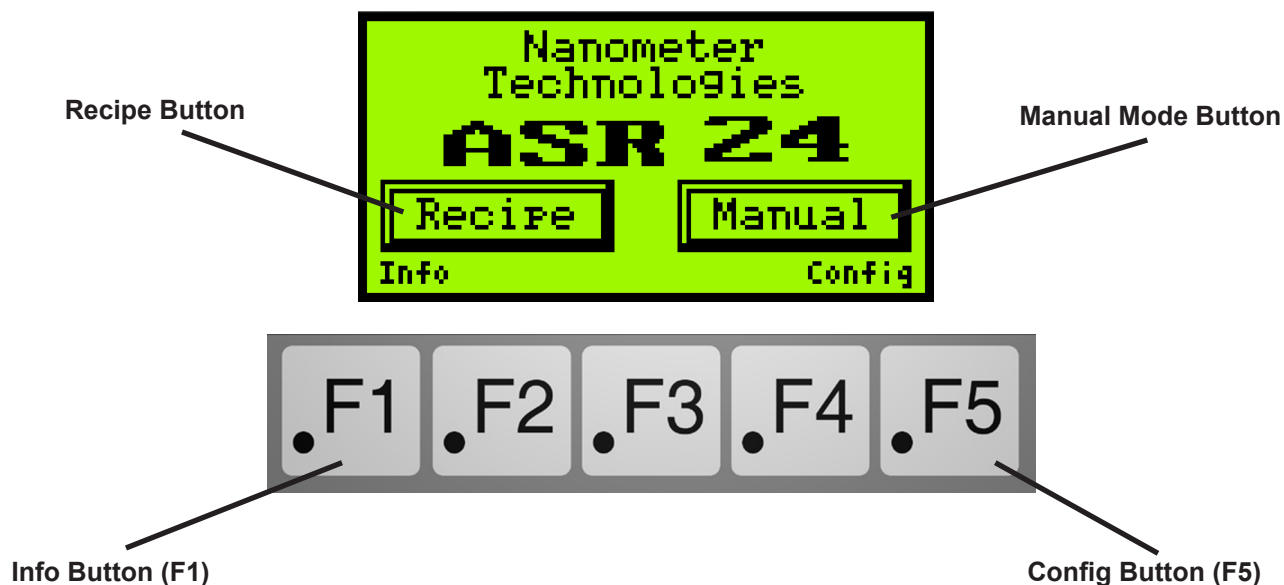 Nanometer
Technologies
ASR 24
Recipe Button
Manual Mode Button
Recipe
Manual
Info
Config
F1
F2
F3
F4
F5
Info Button (F1)
Config Button (F5)